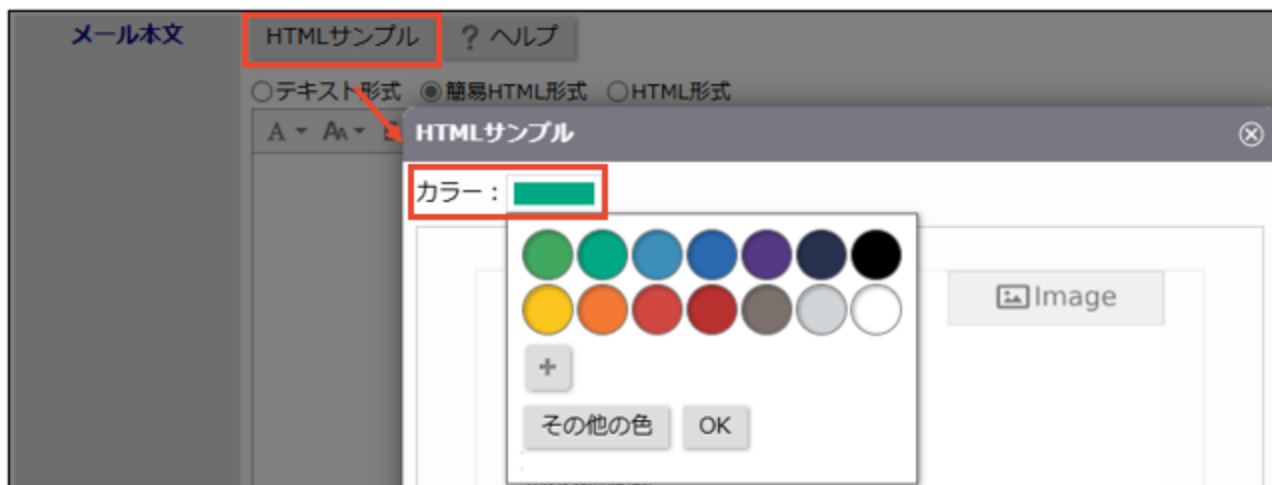 メール本文
HTMLサンプル ? ヘルプ
テキスト形式 簡易HTML形式 HTML形式
HTMLサンプル
カラー：
Image
その他の色 OK